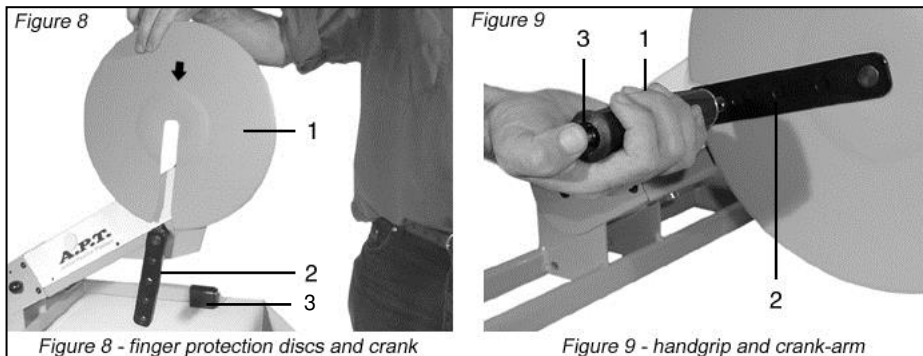 Figure 8
1
A.P.T.
2
3
Figure 8 - finger protection discs and crank
Figure 9
3
1
2
Figure 9 - handgrip and crank-arm